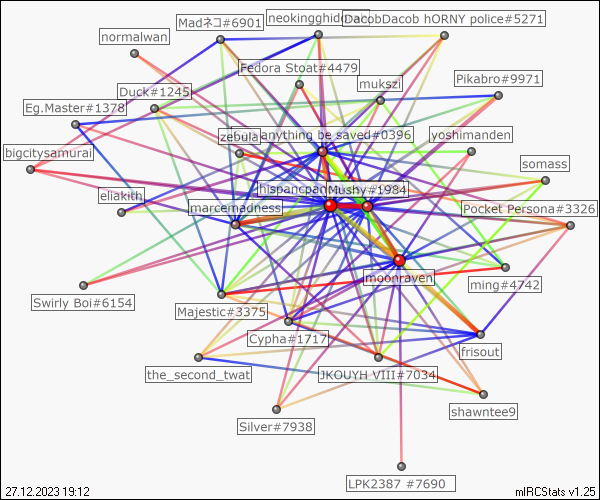 neokingghid
DacobDacob hORNY police#5271
Madネコ#6901
normalwan
Fedora Stoat#4479
mukszi
Pikabro#9971
Duck#1245
Eg.Master#1378
zebula
anything be saved#0396
yoshimanden
bigcitysamurai
somass
eliakith
hispancpan
Mushy#1984
marcemadness
Pocket Persona#3326
moonraven
ming#4742
Swirly Boi#6154
Majestic#3375
Cypha#1717
frisout
the_second_twat
JKOUYH VIII#7034
shawntee9
Silver#7938
LPK2387 #7690
27.12.2023 19:12
mIRCStats v1.25